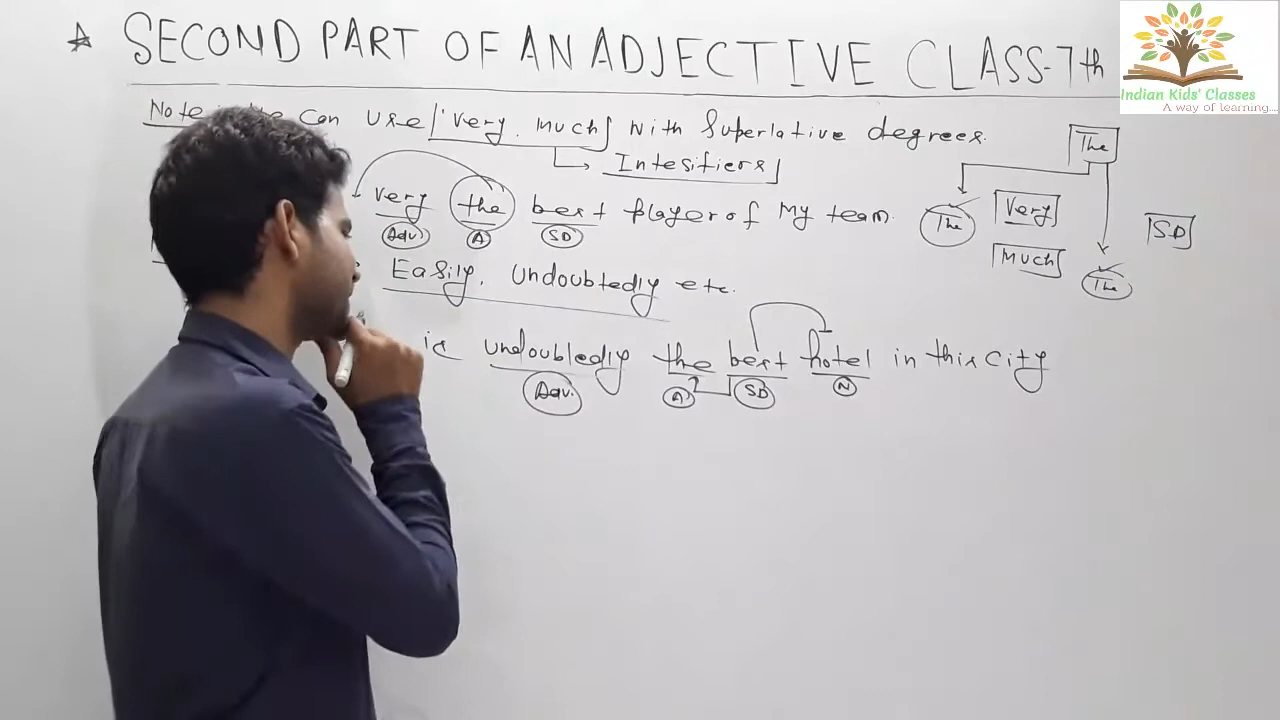 SECOND PART OF AN ADJECTIVE CLASS-7th
Indian Kids' Classes
A way of learning...
Note can use "very, Much" with Superlative degrees.
Intesifiers
The
Very the best player of My team.
Adv. A SD
The Very Much The SD
Easily, Undoubtedly etc.
is undoubtedly the best hotel in this city
Adv. A SD N